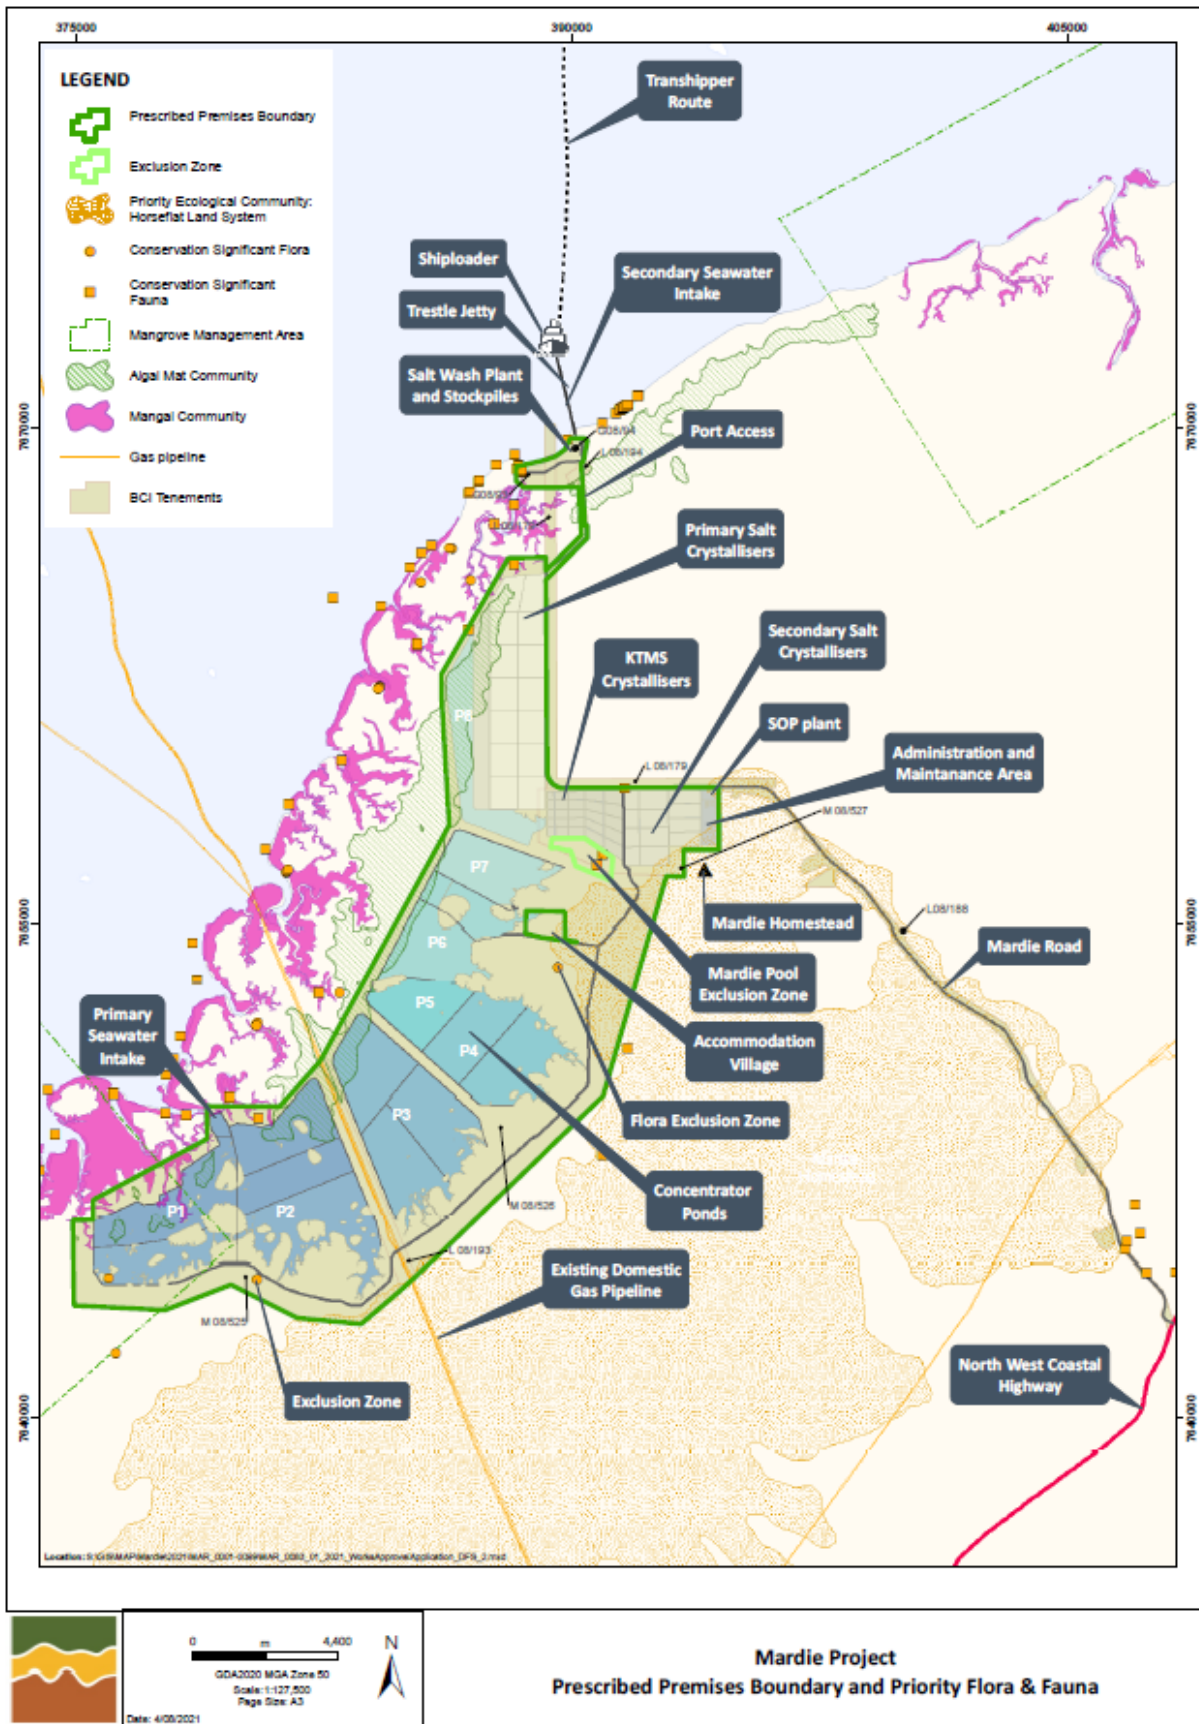 375000
390000
405000
LEGEND
Prescribed Premises Boundary
Exclusion Zone
Priority Ecological Community:
Horseflat Land System
Conservation Significant Flora
Conservation Significant
Fauna
Mangrove Management Area
Algal Mat Community
Mangal Community
Gas pipeline
BCI Tenements
Transhipper
Route
Shiploader
Secondary Seawater
Intake
Trestle Jetty
Salt Wash Plant
and Stockpiles
7670000
7670000
G08/94
Port Access
L 08/194
Primary Salt
Crystallisers
Secondary Salt
Crystallisers
KTMS
Crystallisers
SOP plant
P8
Administration and
Maintanance Area
L 08/179
M 08/527
P7
Mardie Homestead
L08/188
7655000
7655000
P6
Mardie Road
Mardie Pool
Exclusion Zone
Primary
Seawater
Intake
P5
P4
Accommodation
Village
P3
Flora Exclusion Zone
Concentrator
Ponds
P1
P2
M 08/526
L 08/193
Existing Domestic
Gas Pipeline
M 08/525
North West Coastal
Highway
Exclusion Zone
7640000
7640000
0 m 4,400
N
GDA2020 MGA Zone 50
Scale: 1:127,500
Page Size: A3
Date: 4/08/2021
Mardie Project
Prescribed Premises Boundary and Priority Flora & Fauna